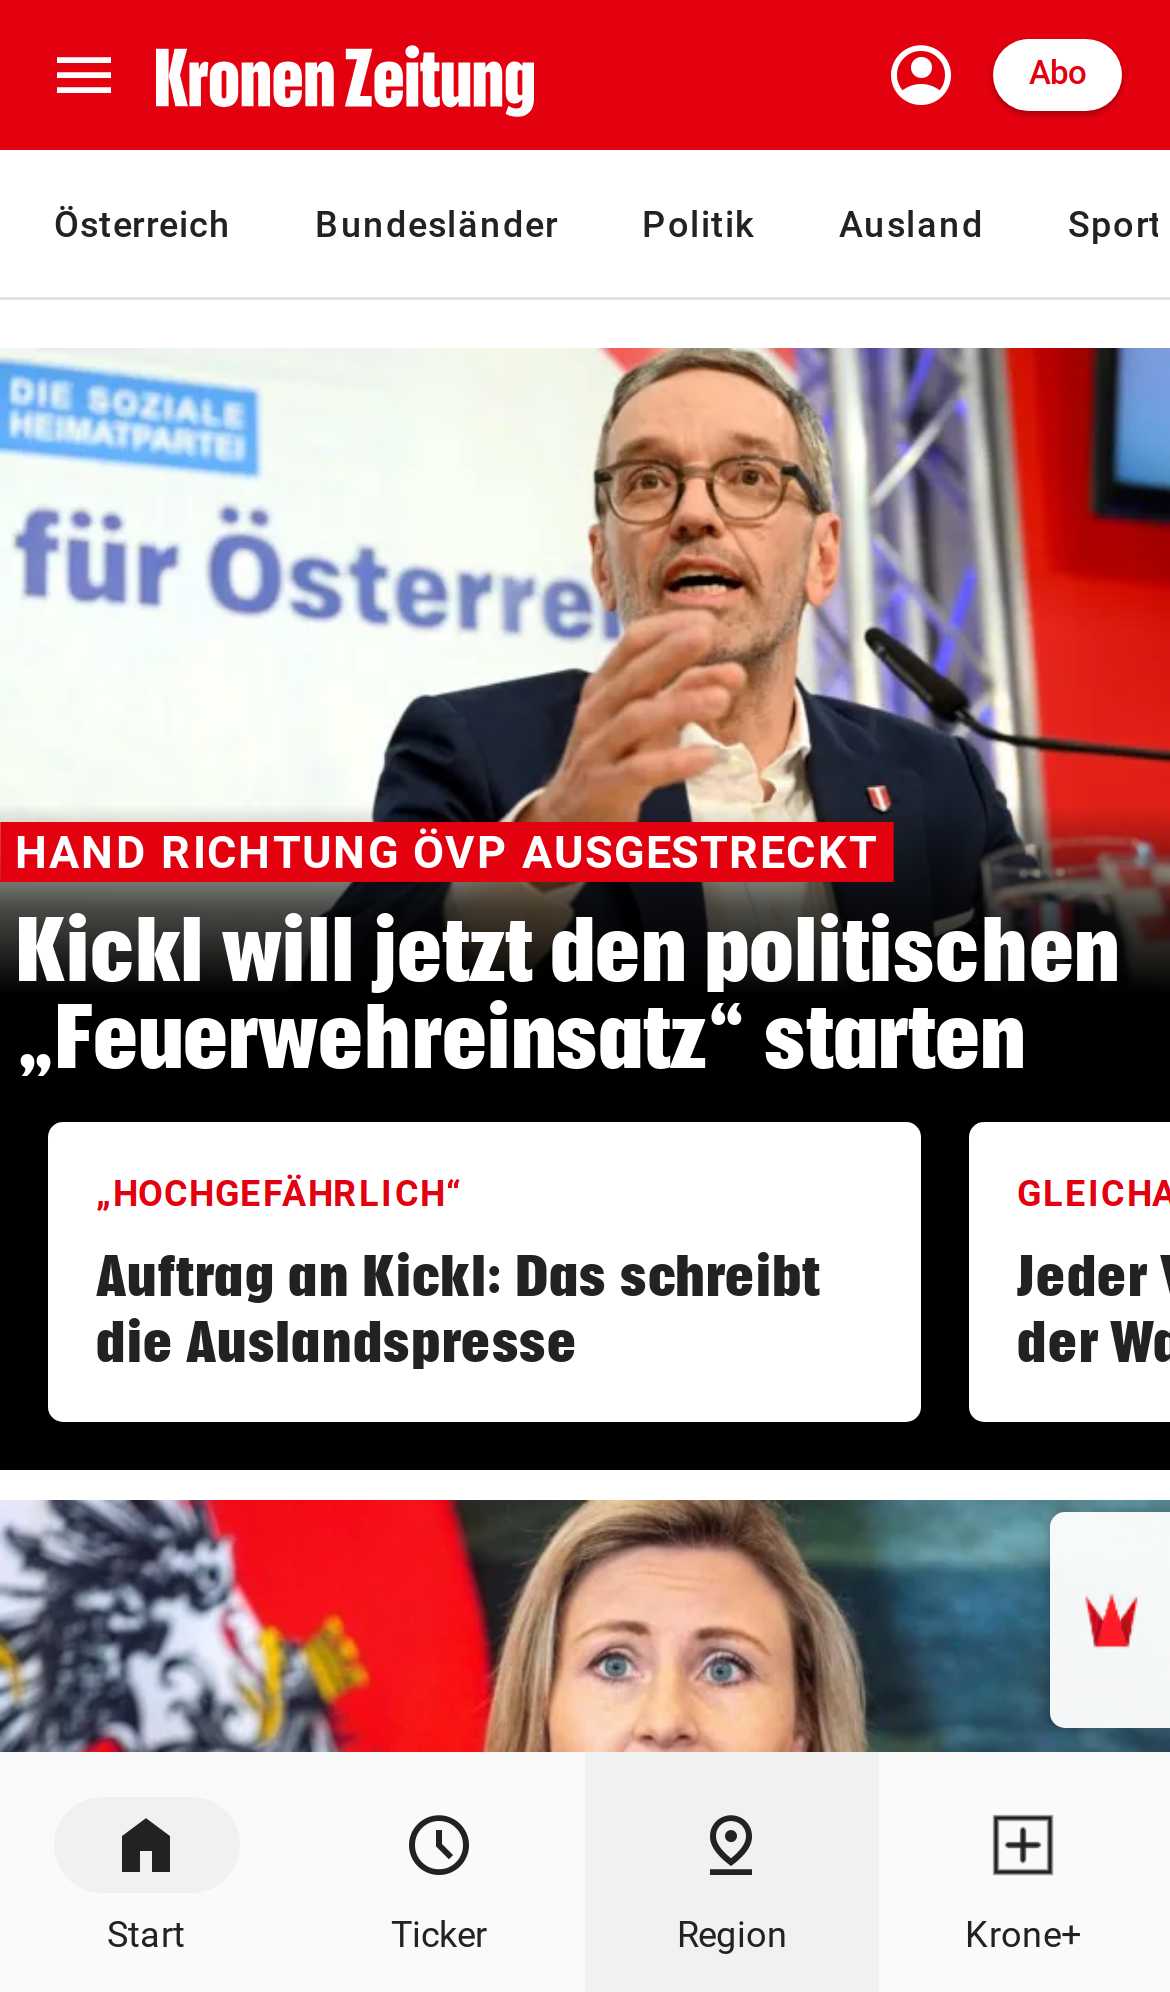 Kronen Zeitung
Abo
Österreich
Bundesländer
Politik
Ausland
Sport
DIE SOZIALE
HEIMATPARTEI
für Österrei
HAND RICHTUNG ÖVP AUSGESTRECKT
Kickl will jetzt den politischen
„Feuerwehreinsatz“ starten
„HOCHGEFÄHRLICH“
Auftrag an Kickl: Das schreibt
die Auslandspresse
GLEICHA
Jeder V
der Wa
Start
Ticker
Region
Krone+